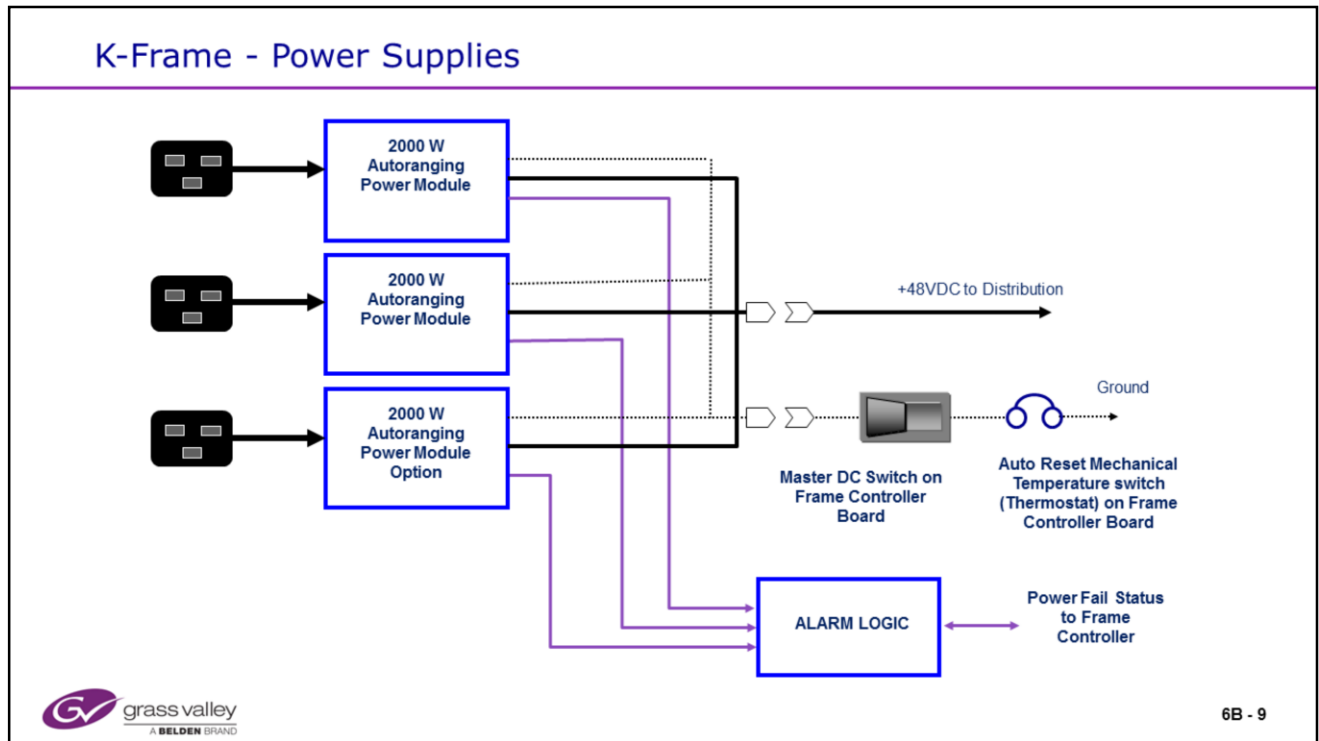 K-Frame - Power Supplies
2000 W
Autoranging
Power Module
2000 W
Autoranging
Power Module
+48VDC to Distribution
2000 W
Autoranging
Power Module
Option
Ground
Master DC Switch on
Frame Controller
Board
Auto Reset Mechanical
Temperature switch
(Thermostat) on Frame
Controller Board
ALARM LOGIC
Power Fail Status
to Frame
Controller
GV
grass valley
A BELDEN BRAND
6B - 9